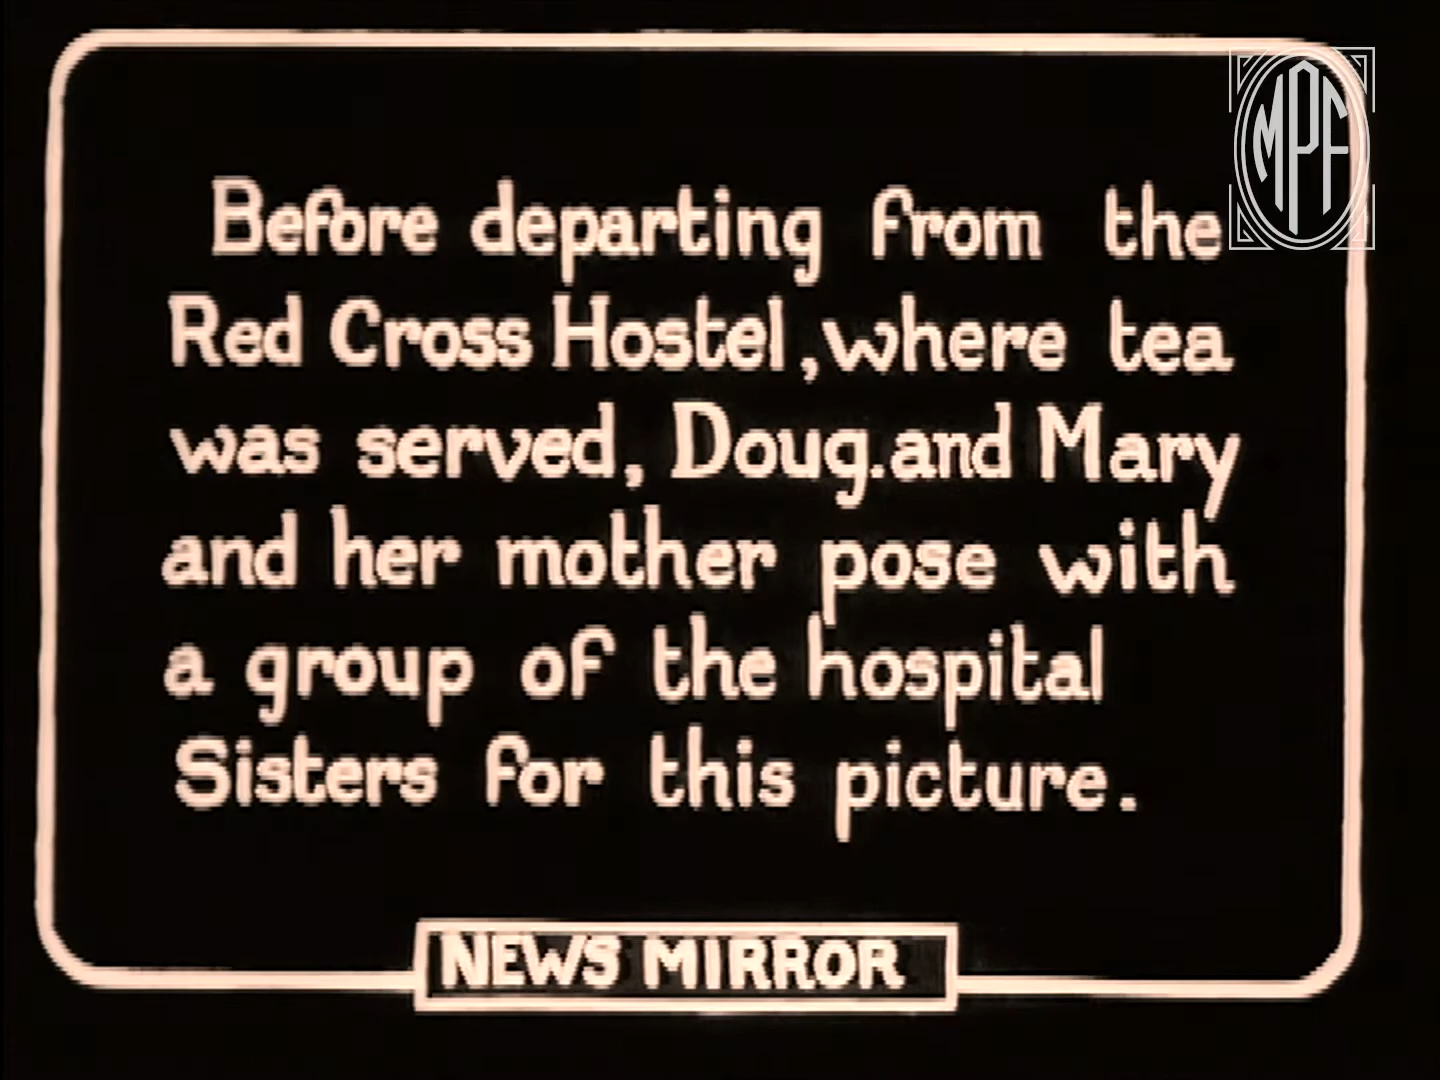 MPF
Before departing from the
Red Cross Hostel, where tea
was served, Doug. and Mary
and her mother pose with
a group of the hospital
Sisters for this picture.
NEWS MIRROR